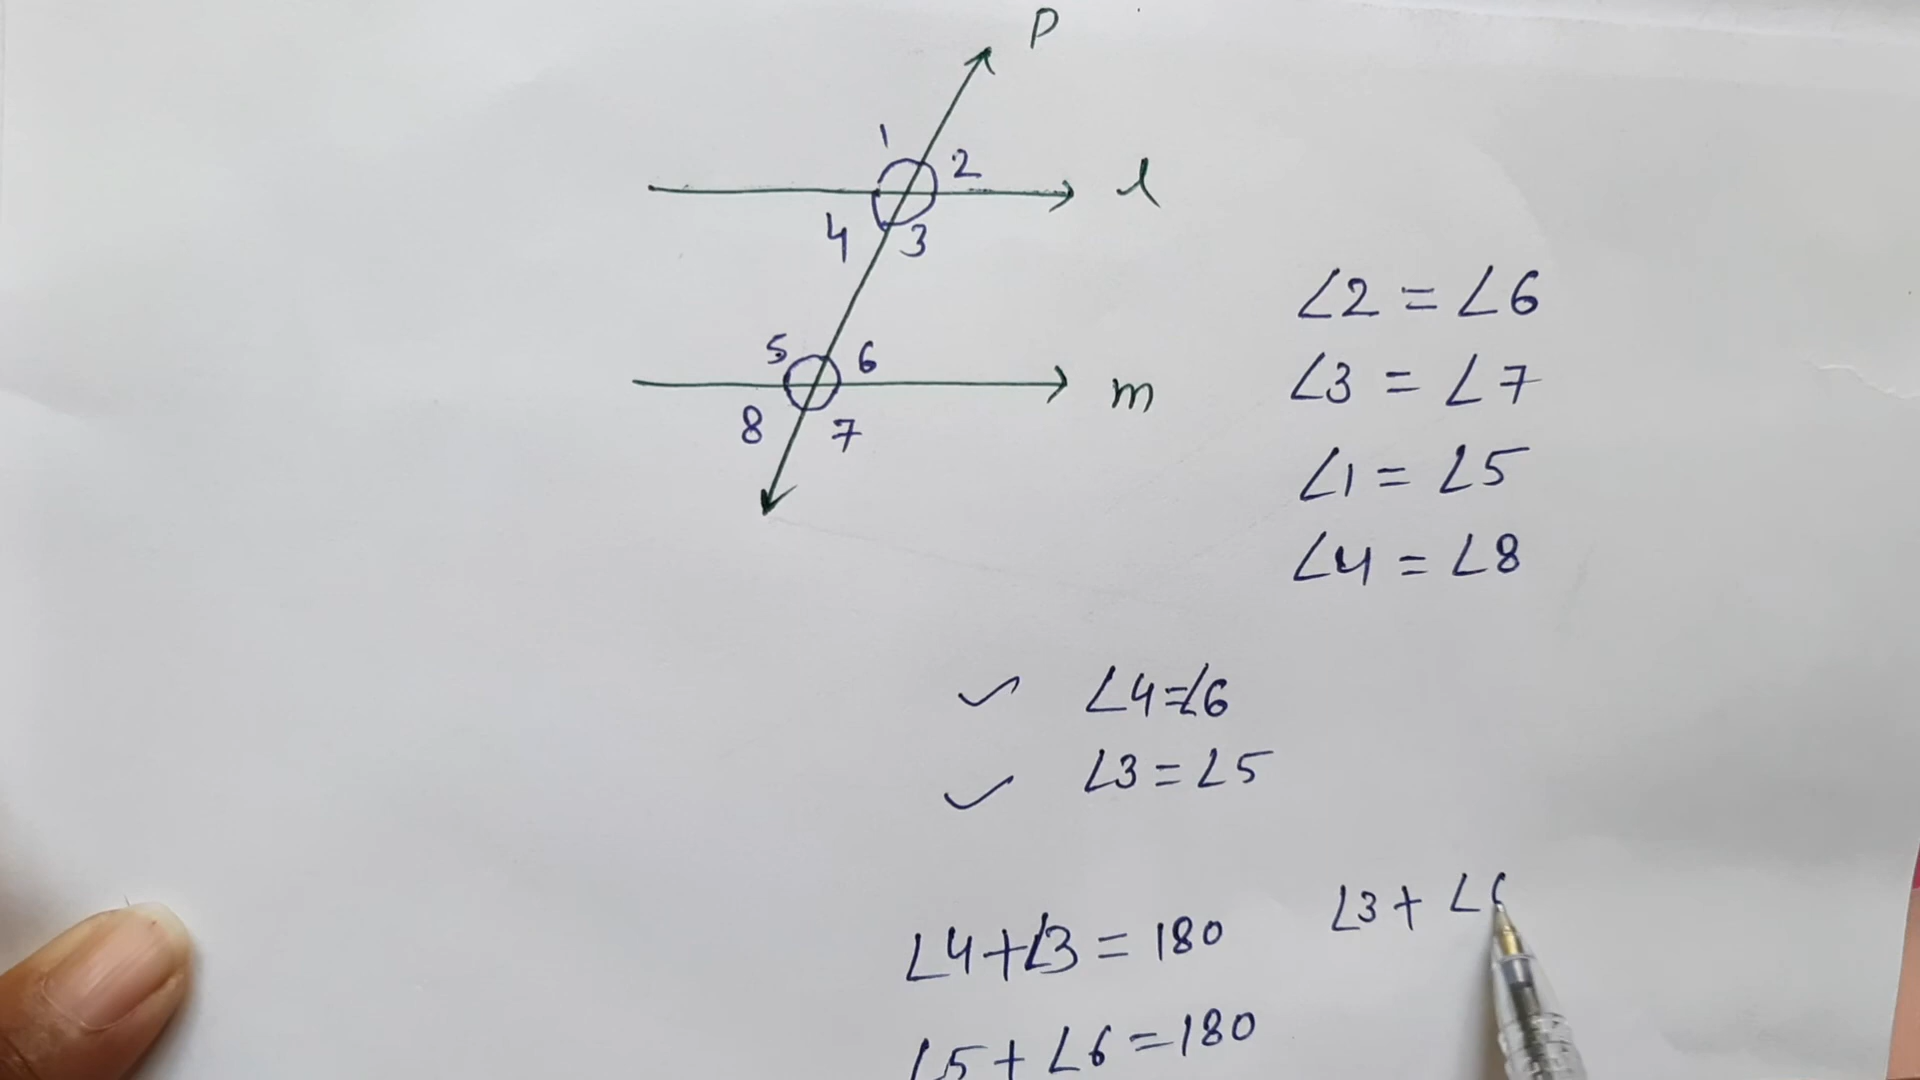 P
1 2
l
4 3
5 6
m
8 7
∠2 = ∠6
∠3 = ∠7
∠1 = ∠5
∠4 = ∠8
∠4=∠6
∠3 = ∠5
∠4+∠3 = 180
∠3 + ∠6
∠5 + ∠6 = 180